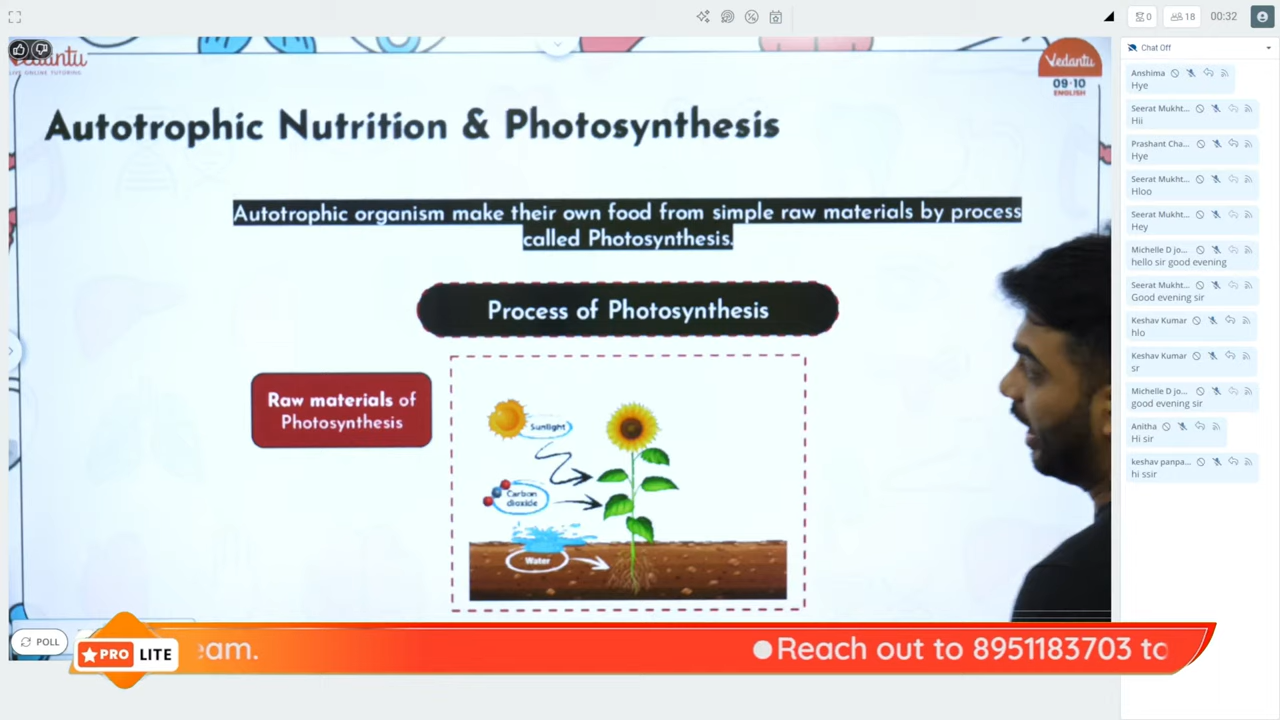 0
18
00:32
Vedantu
LIVE ONLINE TUTORING
Vedantu
09-10
ENGLISH
Autotrophic Nutrition & Photosynthesis
Autotrophic organism make their own food from simple raw materials by process
called Photosynthesis.
Process of Photosynthesis
Raw materials of
Photosynthesis
Sunlight
Carbon
dioxide
Water
POLL
PRO LITE
eam.
Reach out to 8951183703 to
Chat Off
Anshima
Hye
Seerat Mukht...
Hii
Prashant Cha...
Hye
Seerat Mukht...
Hloo
Seerat Mukht...
Hey
Michelle D jo...
hello sir good evening
Seerat Mukht...
Good evening sir
Keshav Kumar
hlo
Keshav Kumar
sr
Michelle D jo...
good evening sir
Anitha
Hi sir
keshav panpa...
hi ssir